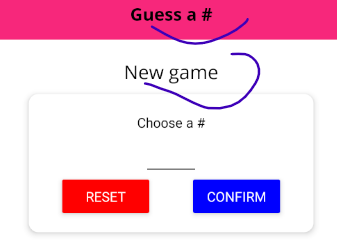 Guess a #
New game
Choose a #
RESET
CONFIRM